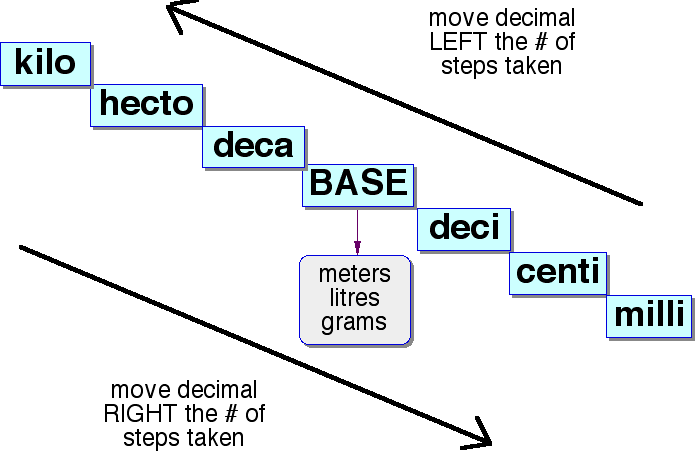 move decimal
LEFT the # of
steps taken
kilo
hecto
deca
BASE
deci
centi
milli
meters
litres
grams
move decimal
RIGHT the # of
steps taken